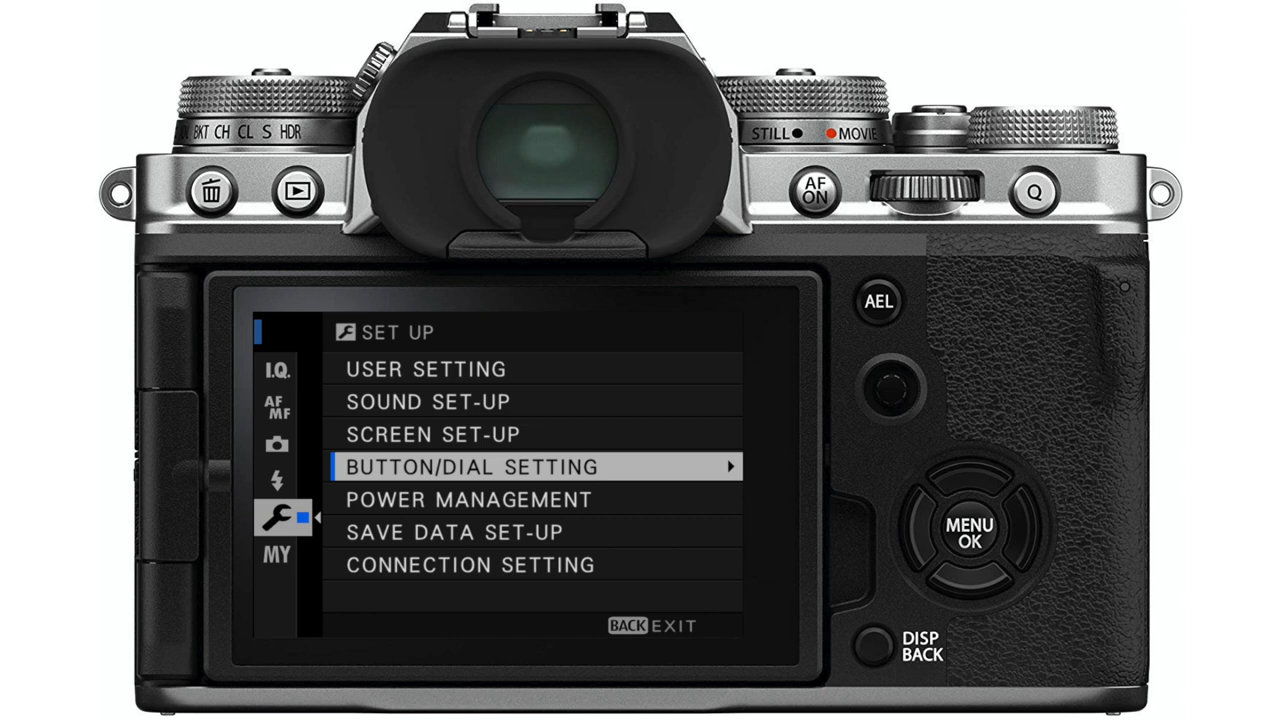 BKT CH CL S HDR
STILL MOVIE
AF
ON
Q
AEL
SET UP
I.Q.
AF
MF
MY
USER SETTING
SOUND SET-UP
SCREEN SET-UP
BUTTON/DIAL SETTING
POWER MANAGEMENT
SAVE DATA SET-UP
CONNECTION SETTING
BACK EXIT
MENU
OK
DISP
BACK